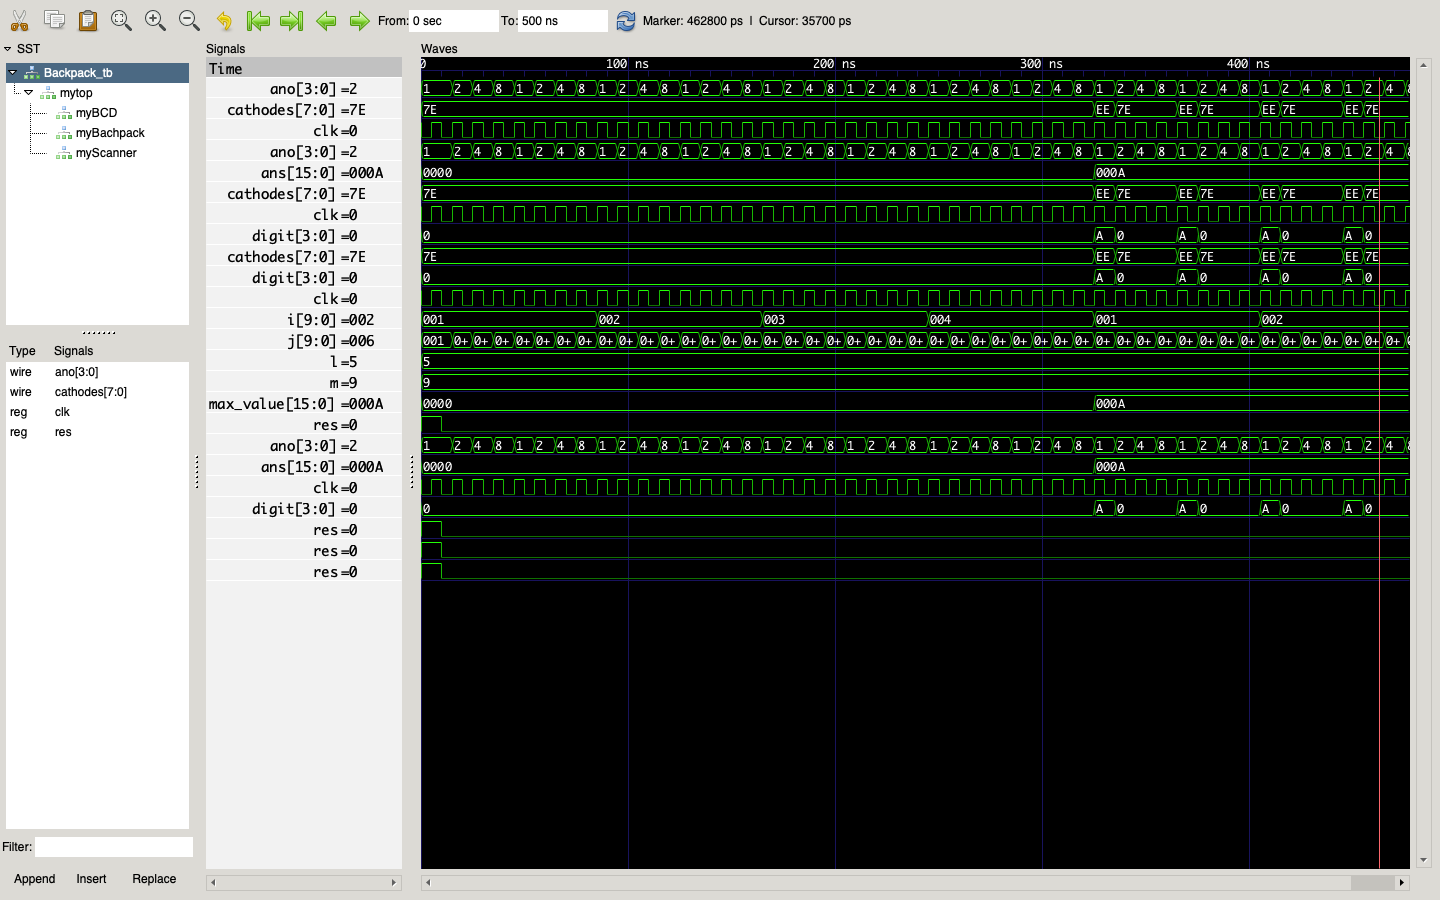 From: 0 sec To: 500 ns Marker: 462800 ps | Cursor: 35700 ps
SST
Backpack_tb
mytop
myBCD
myBachpack
myScanner
Type Signals
wire ano[3:0]
wire cathodes[7:0]
reg clk
reg res
Filter:
Append Insert Replace
Signals
Time
ano[3:0]=2
cathodes[7:0]=7E
clk=0
ano[3:0]=2
ans[15:0]=000A
cathodes[7:0]=7E
clk=0
digit[3:0]=0
cathodes[7:0]=7E
digit[3:0]=0
clk=0
i[9:0]=002
j[9:0]=006
l=5
m=9
max_value[15:0]=000A
res=0
ano[3:0]=2
ans[15:0]=000A
clk=0
digit[3:0]=0
res=0
res=0
res=0
Waves
0 100 ns 200 ns 300 ns 400 ns
1 2 4 8 1 2 4 8 1 2 4 8 1 2 4 8 1 2 4 8 1 2 4 8 1 2 4 8 1 2 4 8 1 2 4 8 1 2 4 8 1 2 4 8 1 2 4 8
7E EE 7E EE 7E EE 7E EE 7E
1 2 4 8 1 2 4 8 1 2 4 8 1 2 4 8 1 2 4 8 1 2 4 8 1 2 4 8 1 2 4 8 1 2 4 8 1 2 4 8 1 2 4 8 1 2 4 8
0000 000A
7E EE 7E EE 7E EE 7E EE 7E
0 A 0 A 0 A 0 A 0
7E EE 7E EE 7E EE 7E EE 7E
0 A 0 A 0 A 0 A 0
001 002 003 004 001 002
001 0+ 0+ 0+ 0+ 0+ 0+ 0+ 0+ 0+ 0+ 0+ 0+ 0+ 0+ 0+ 0+ 0+ 0+ 0+ 0+ 0+ 0+ 0+ 0+ 0+ 0+ 0+ 0+ 0+ 0+ 0+ 0+ 0+ 0+ 0+ 0+ 0+ 0+ 0+ 0+ 0+ 0+ 0+ 0+ 0+ 0+ 0
5
9
0000 000A
1 2 4 8 1 2 4 8 1 2 4 8 1 2 4 8 1 2 4 8 1 2 4 8 1 2 4 8 1 2 4 8 1 2 4 8 1 2 4 8 1 2 4 8 1 2 4 8
0000 000A
0 A 0 A 0 A 0 A 0